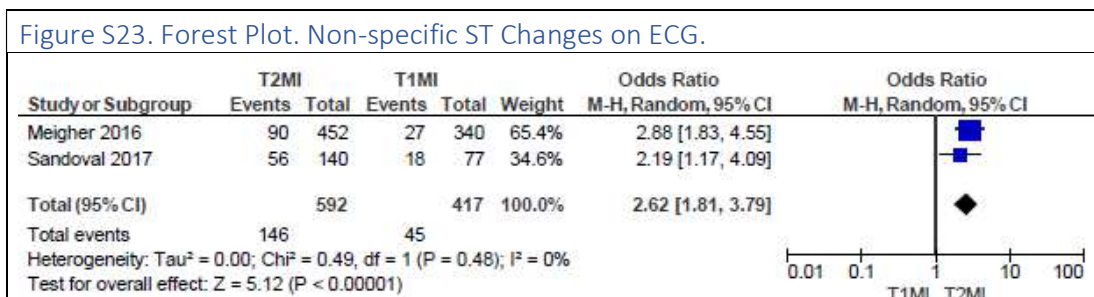 Figure S23. Forest Plot. Non-specific ST Changes on ECG.
T2MI T1MI Odds Ratio Odds Ratio
Study or Subgroup Events Total Events Total Weight M-H, Random, 95% CI M-H, Random, 95% CI
Meigher 2016 90 452 27 340 65.4% 2.88 [1.83, 4.55]
Sandoval 2017 56 140 18 77 34.6% 2.19 [1.17, 4.09]
Total (95% CI) 592 417 100.0% 2.62 [1.81, 3.79]
Total events 146 45
Heterogeneity: Tau² = 0.00; Chi² = 0.49, df = 1 (P = 0.48); I² = 0%
Test for overall effect: Z = 5.12 (P < 0.00001)
0.01 0.1 1 10 100
T1MI T2MI